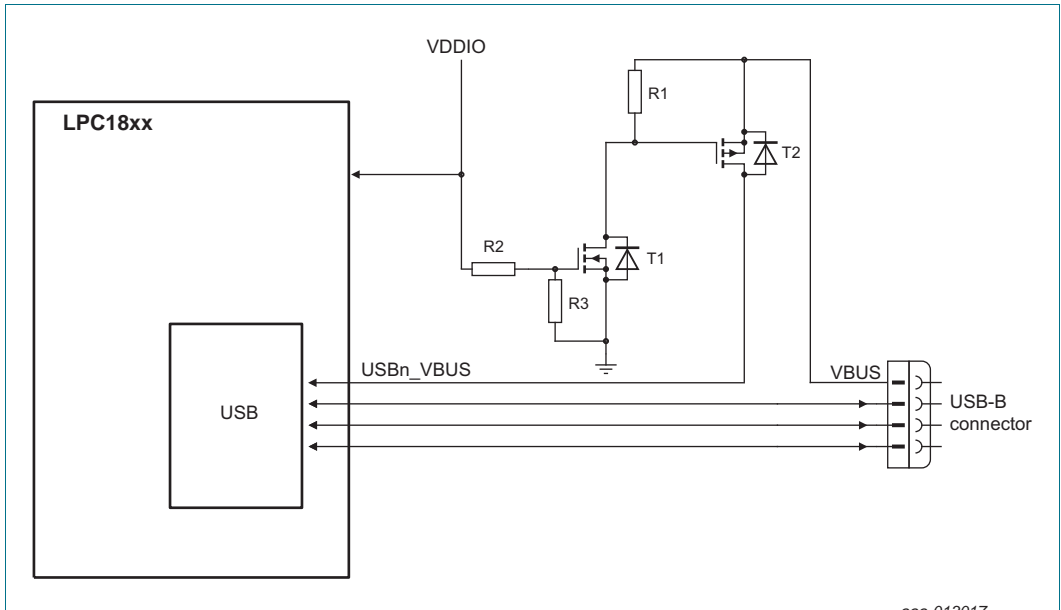 VDDIO
R1
LPC18xx
T2
R2
T1
R3
USBn_VBUS
VBUS
USB
USB-B
connector